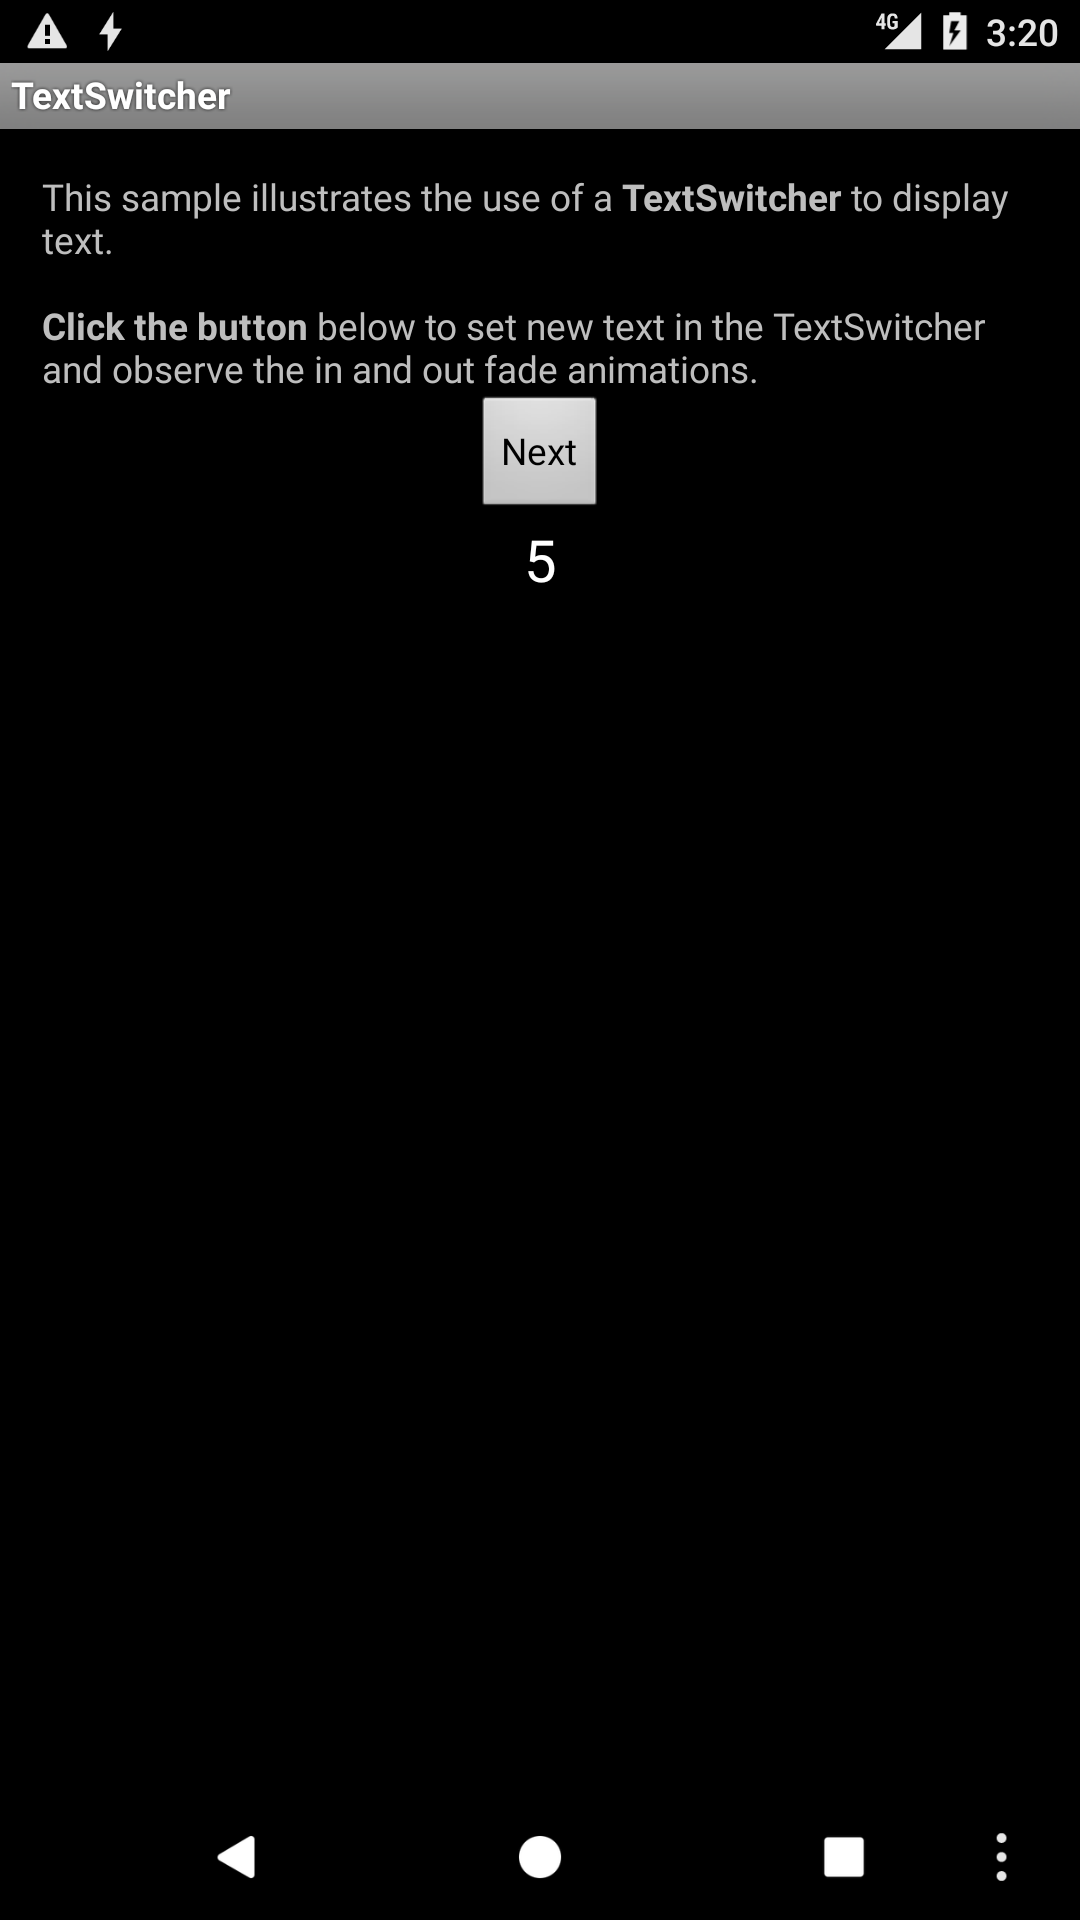 4G 3:20
TextSwitcher
This sample illustrates the use of a TextSwitcher to display
text.
Click the button below to set new text in the TextSwitcher
and observe the in and out fade animations.
Next
5